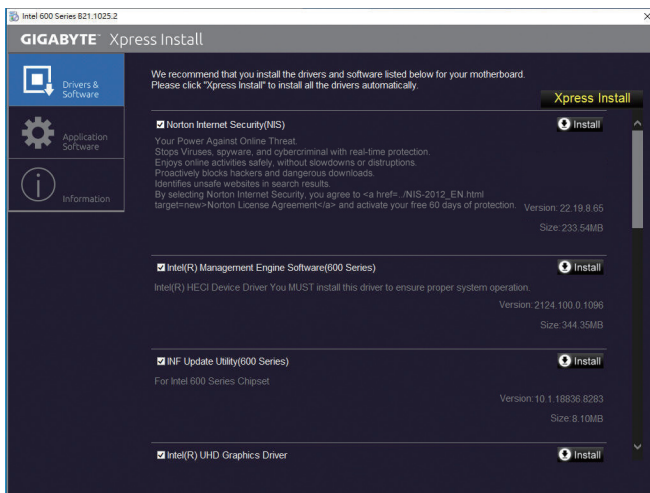 Intel 600 Series B21.1025.2
GIGABYTE™ Xpress Install
Drivers &
Software
Application
Software
Information
We recommend that you install the drivers and software listed below for your motherboard.
Please click "Xpress Install" to install all the drivers automatically.
Xpress Install
Norton Internet Security(NIS)
Install
Your Power Against Online Threat.
Stops Viruses, spyware, and cybercriminal with real-time protection.
Enjoys online activities safely, without slowdowns or distruptions.
Proactively blocks hackers and dangerous downloads.
Identifies unsafe websites in search results.
By selecting Norton Internet Security, you agree to <a href=../NIS-2012_EN.html
target=new>Norton License Agreement</a> and activate your free 60 days of protection.
Version: 22.19.8.65
Size:233.54MB
Intel(R) Management Engine Software(600 Series)
Install
Intel(R) HECI Device Driver You MUST install this driver to ensure proper system operation.
Version:2124.100.0.1096
Size:344.35MB
INF Update Utility(600 Series)
Install
For Intel 600 Series Chipset
Version:10.1.18836.8283
Size:8.10MB
Intel(R) UHD Graphics Driver
Install